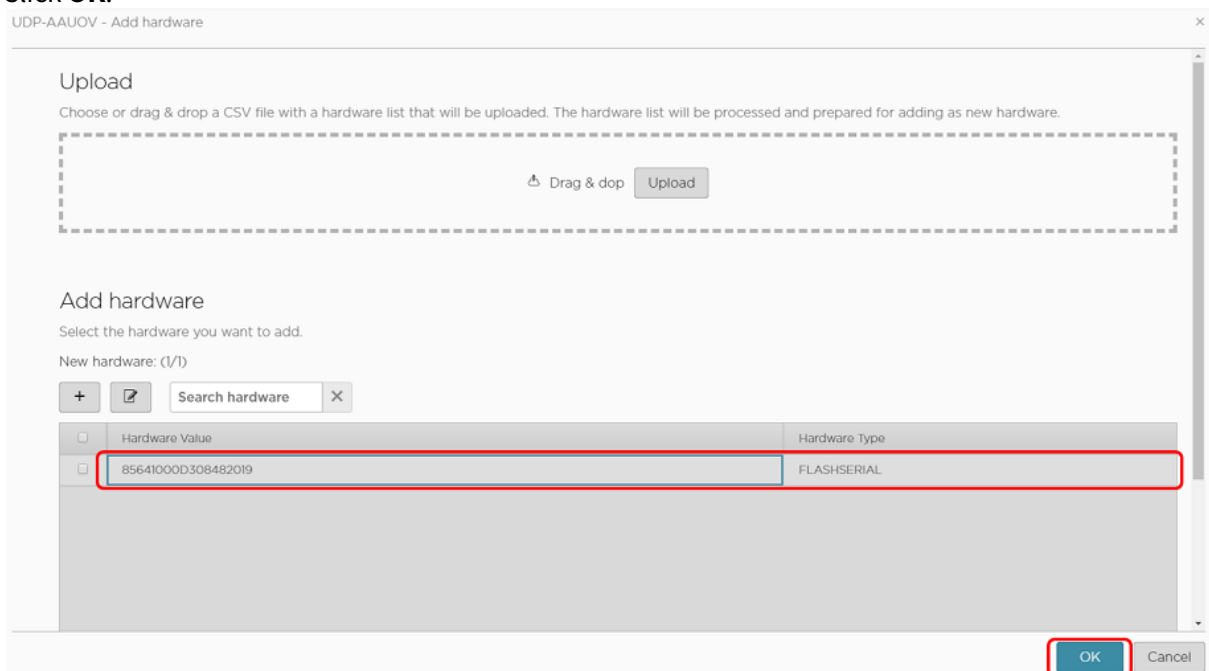 Click OK.
UDP-AAUOV - Add hardware ×
Upload
Choose or drag & drop a CSV file with a hardware list that will be uploaded. The hardware list will be processed and prepared for adding as new hardware.
Drag & dop Upload
Add hardware
Select the hardware you want to add.
New hardware: (1/1)
+ Search hardware ×
Hardware Value Hardware Type
85641000D308482019 FLASHSERIAL
OK Cancel